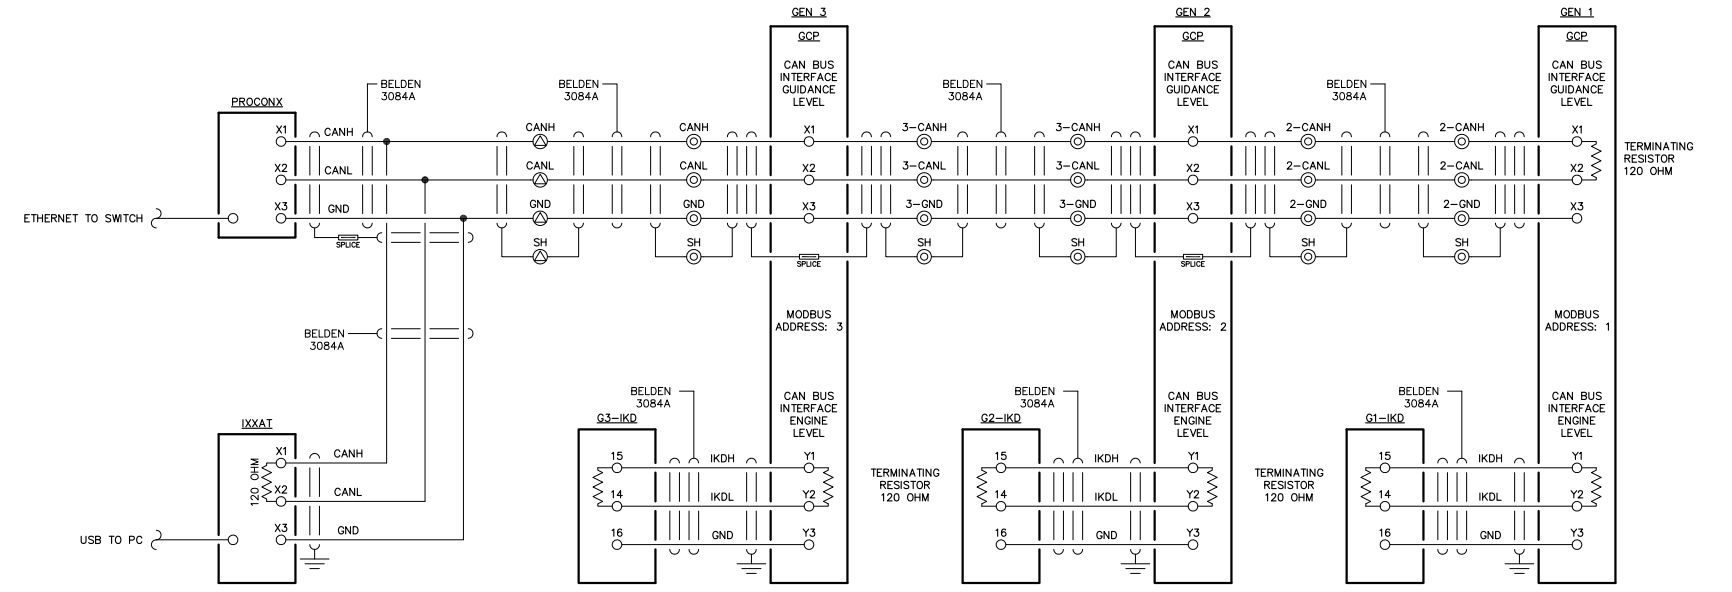 GEN 3
GEN 2
GEN 1
GCP
GCP
GCP
CAN BUS
INTERFACE
GUIDANCE
LEVEL
CAN BUS
INTERFACE
GUIDANCE
LEVEL
CAN BUS
INTERFACE
GUIDANCE
LEVEL
BELDEN
3084A
BELDEN
3084A
BELDEN
3084A
BELDEN
3084A
PROCONX
X1
CANH
CANH
CANH
X1
3-CANH
3-CANH
X1
2-CANH
2-CANH
X1
TERMINATING
RESISTOR
120 OHM
X2
CANL
CANL
CANL
X2
3-CANL
3-CANL
X2
2-CANL
2-CANL
X2
ETHERNET TO SWITCH
X3
GND
GND
GND
X3
3-GND
3-GND
X3
2-GND
2-GND
X3
SPLICE
SH
SH
SPLICE
SH
SH
SPLICE
SH
SH
MODBUS
ADDRESS: 3
MODBUS
ADDRESS: 2
MODBUS
ADDRESS: 1
BELDEN
3084A
BELDEN
3084A
BELDEN
3084A
BELDEN
3084A
CAN BUS
INTERFACE
ENGINE
LEVEL
CAN BUS
INTERFACE
ENGINE
LEVEL
CAN BUS
INTERFACE
ENGINE
LEVEL
IXXAT
G3-IKD
G2-IKD
G1-IKD
X1
CANH
120 OHM
X2
CANL
X3
GND
USB TO PC
15
IKDH
Y1
14
IKDL
Y2
16
GND
Y3
TERMINATING
RESISTOR
120 OHM
15
IKDH
Y1
14
IKDL
Y2
16
GND
Y3
TERMINATING
RESISTOR
120 OHM
15
IKDH
Y1
14
IKDL
Y2
16
GND
Y3